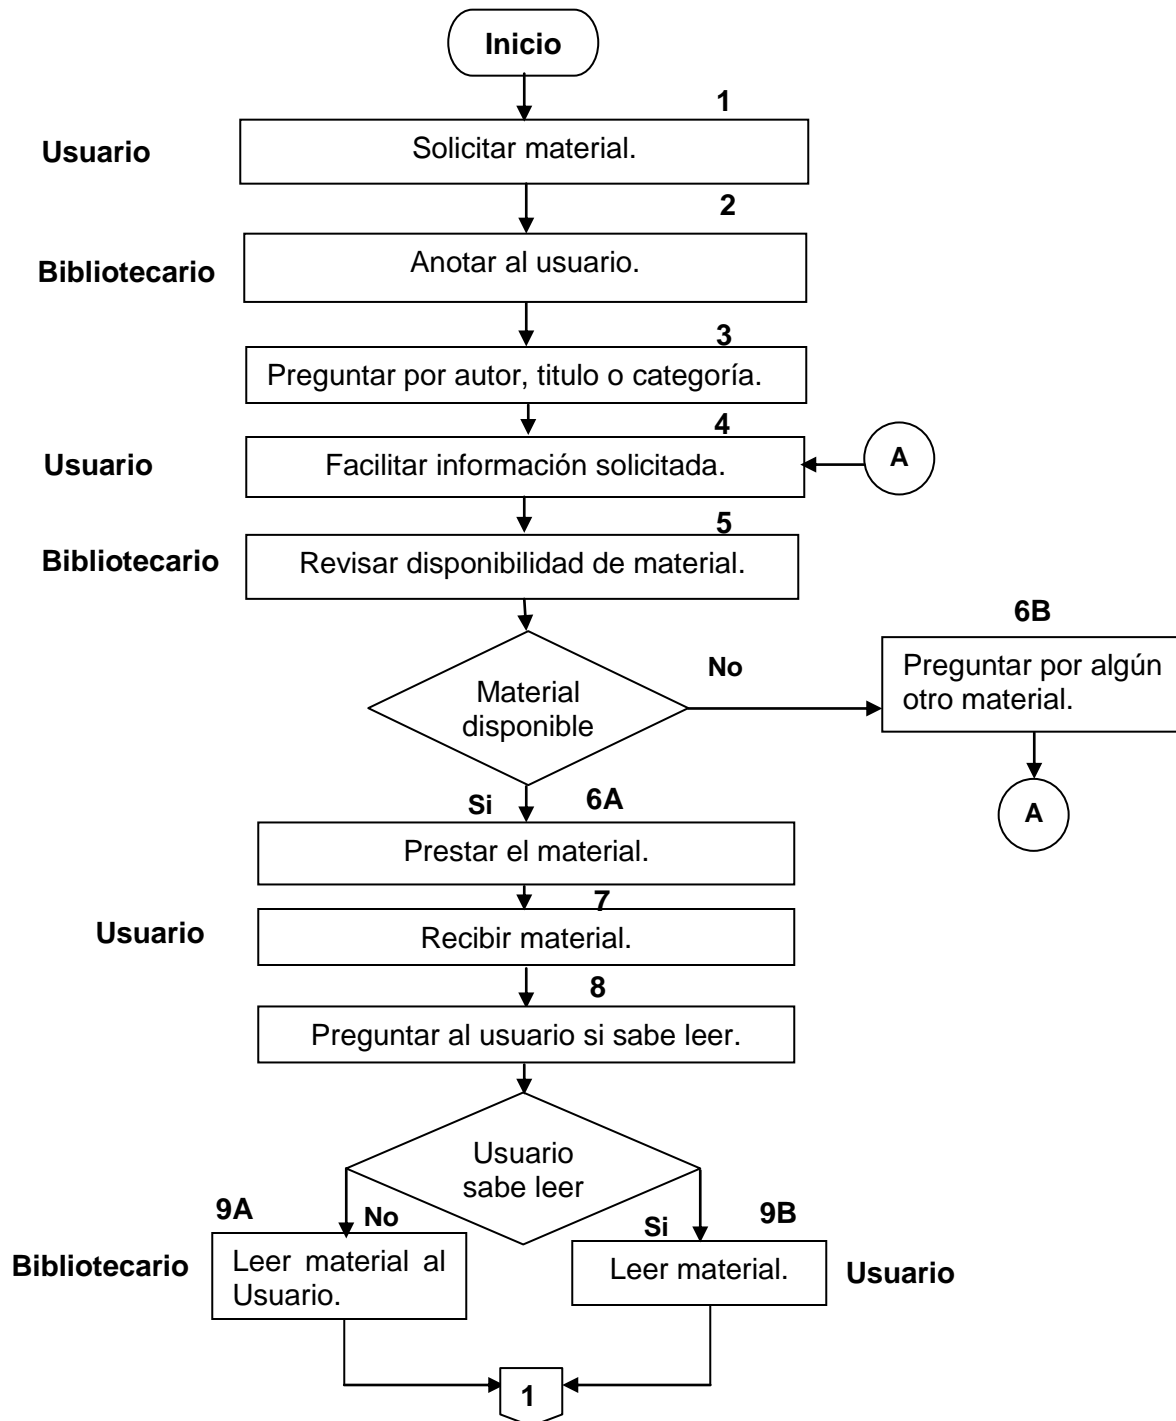 Inicio
1
Usuario
Solicitar material.
2
Bibliotecario
Anotar al usuario.
3
Preguntar por autor, titulo o categoría.
4
Usuario
Facilitar información solicitada.
A
5
Bibliotecario
Revisar disponibilidad de material.
6B
Material
disponible
No
Preguntar por algún
otro material.
A
Si
6A
Prestar el material.
7
Usuario
Recibir material.
8
Preguntar al usuario si sabe leer.
Usuario
sabe leer
9A
No
Si
9B
Bibliotecario
Leer material al
Usuario.
Leer material.
Usuario
1